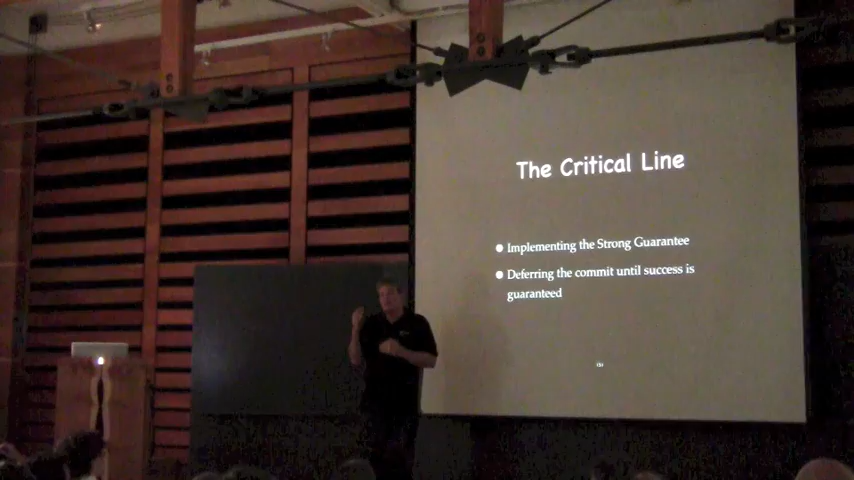 The Critical Line
Implementing the Strong Guarantee
Deferring the commit until success is
guaranteed